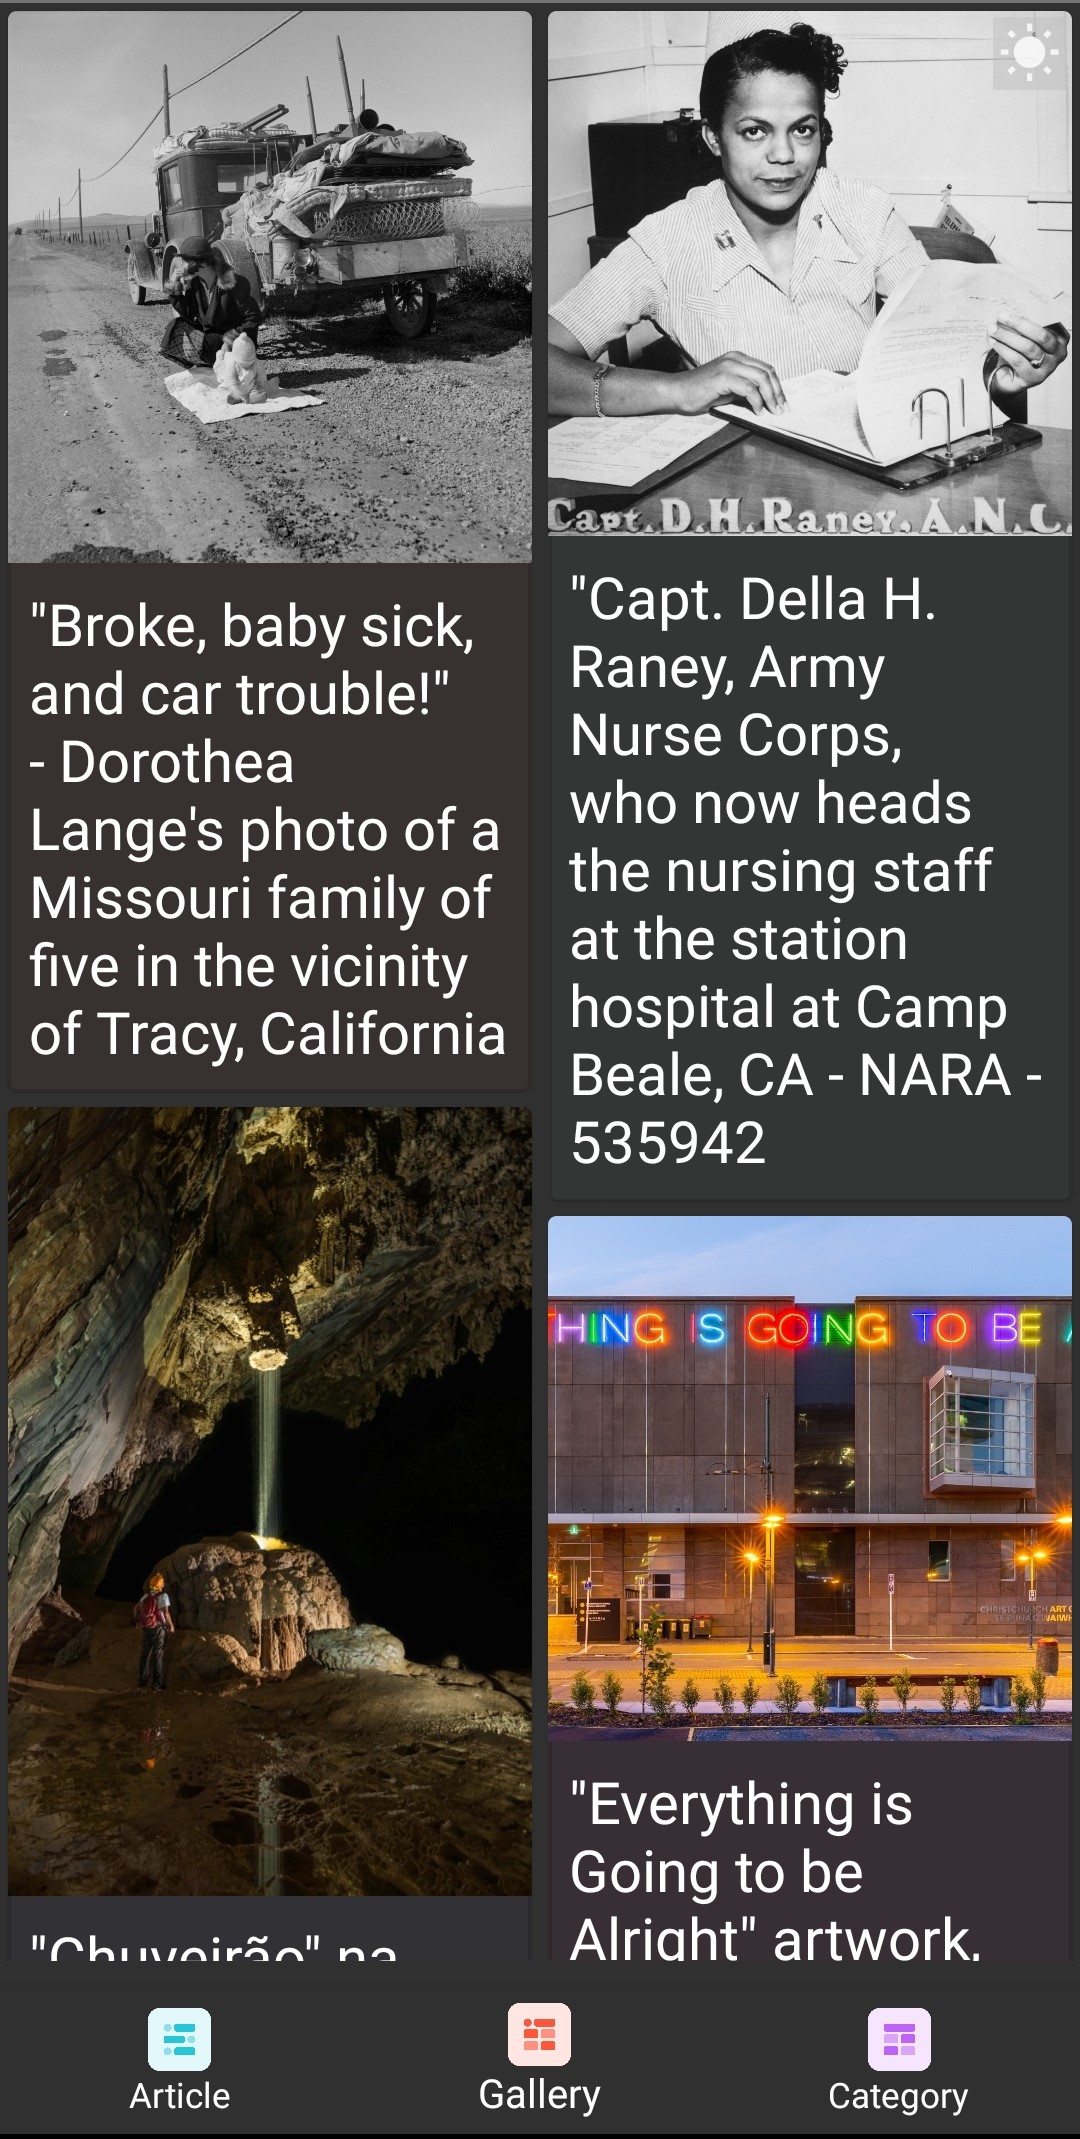 Capt. D.H. Raney, A.N.C.
"Broke, baby sick,
and car trouble!"
- Dorothea
Lange's photo of a
Missouri family of
five in the vicinity
of Tracy, California
"Capt. Della H.
Raney, Army
Nurse Corps,
who now heads
the nursing staff
at the station
hospital at Camp
Beale, CA - NARA -
535942
THING IS GOING TO BE A
CHRISTCHURCH ART
"Chuveirão" na
"Everything is
Going to be
Alright" artwork,
Article
Gallery
Category